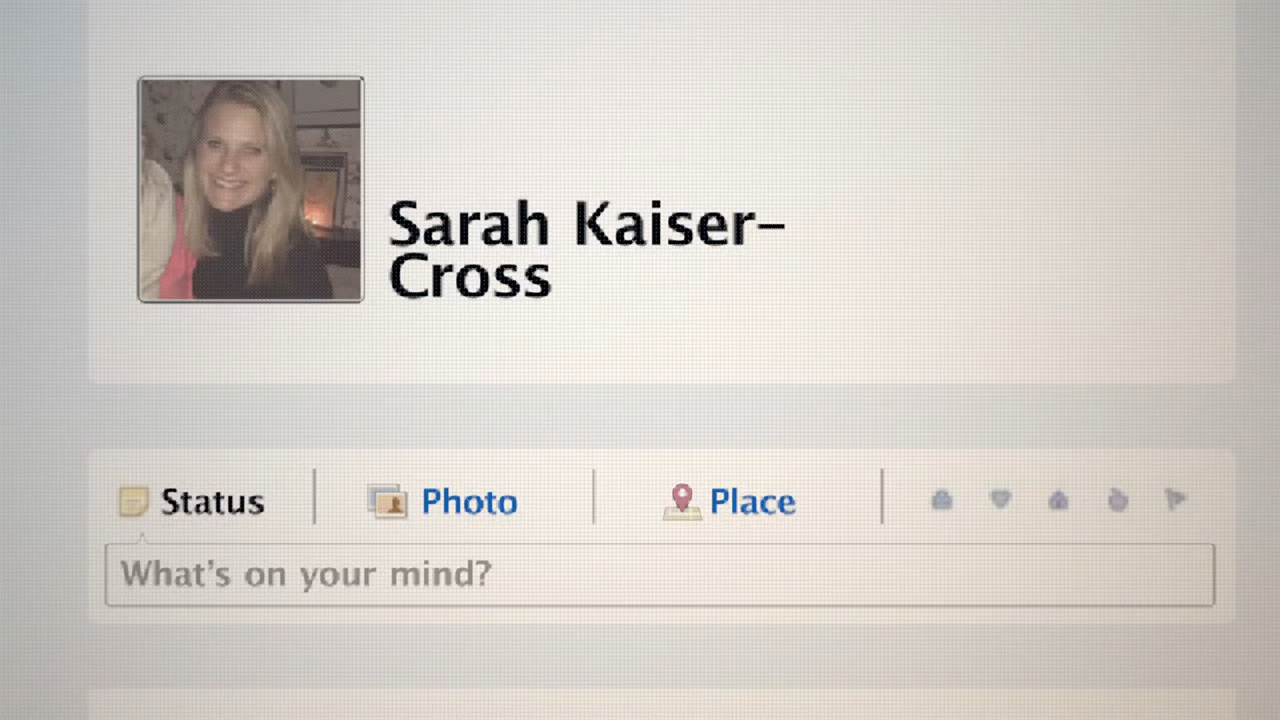 Sarah Kaiser-
Cross
Status
Photo
Place
What's on your mind?